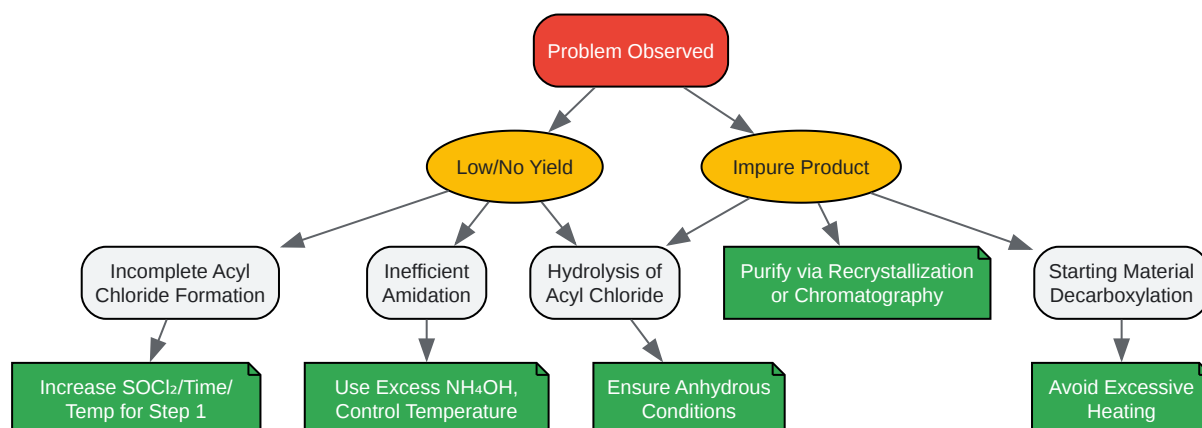 Problem Observed
Low/No Yield
Impure Product
Incomplete Acyl
Chloride Formation
Inefficient
Amidation
Hydrolysis of
Acyl Chloride
Purify via Recrystallization
or Chromatography
Starting Material
Decarboxylation
Increase SOCl₂/Time/
Temp for Step 1
Use Excess NH₄OH,
Control Temperature
Ensure Anhydrous
Conditions
Avoid Excessive
Heating